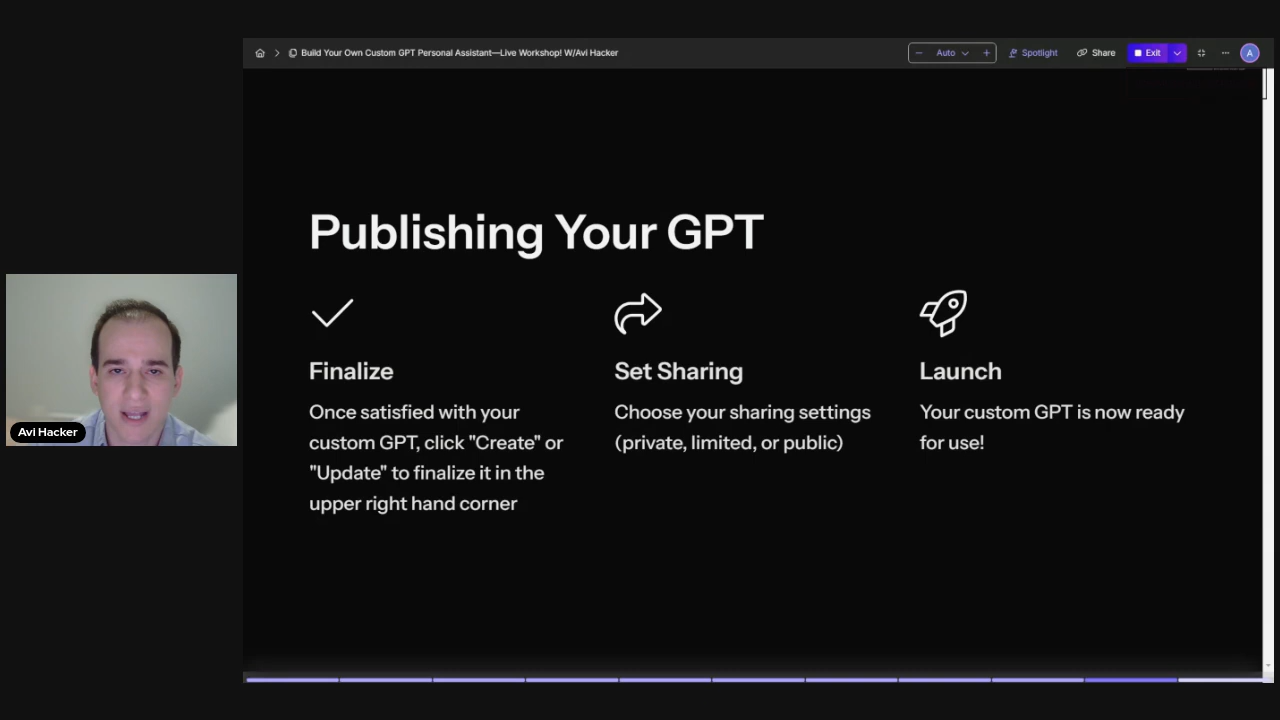 Build Your Own Custom GPT Personal Assistant—Live Workshop! W/Avi Hacker
Auto
Spotlight
Share
Exit
A
Publishing Your GPT
Finalize
Once satisfied with your
custom GPT, click "Create" or
"Update" to finalize it in the
upper right hand corner
Set Sharing
Choose your sharing settings
(private, limited, or public)
Launch
Your custom GPT is now ready
for use!
Avi Hacker